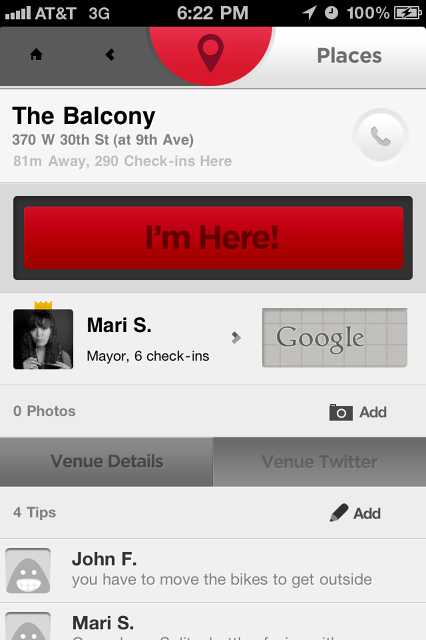 AT&T 3G 6:22 PM 100%
Places
The Balcony
370 W 30th St (at 9th Ave)
81m Away, 290 Check-ins Here
I'm Here!
Mari S.
Mayor, 6 check-ins
Google
0 Photos
Add
Venue Details
Venue Twitter
4 Tips
Add
John F.
you have to move the bikes to get outside
Mari S.